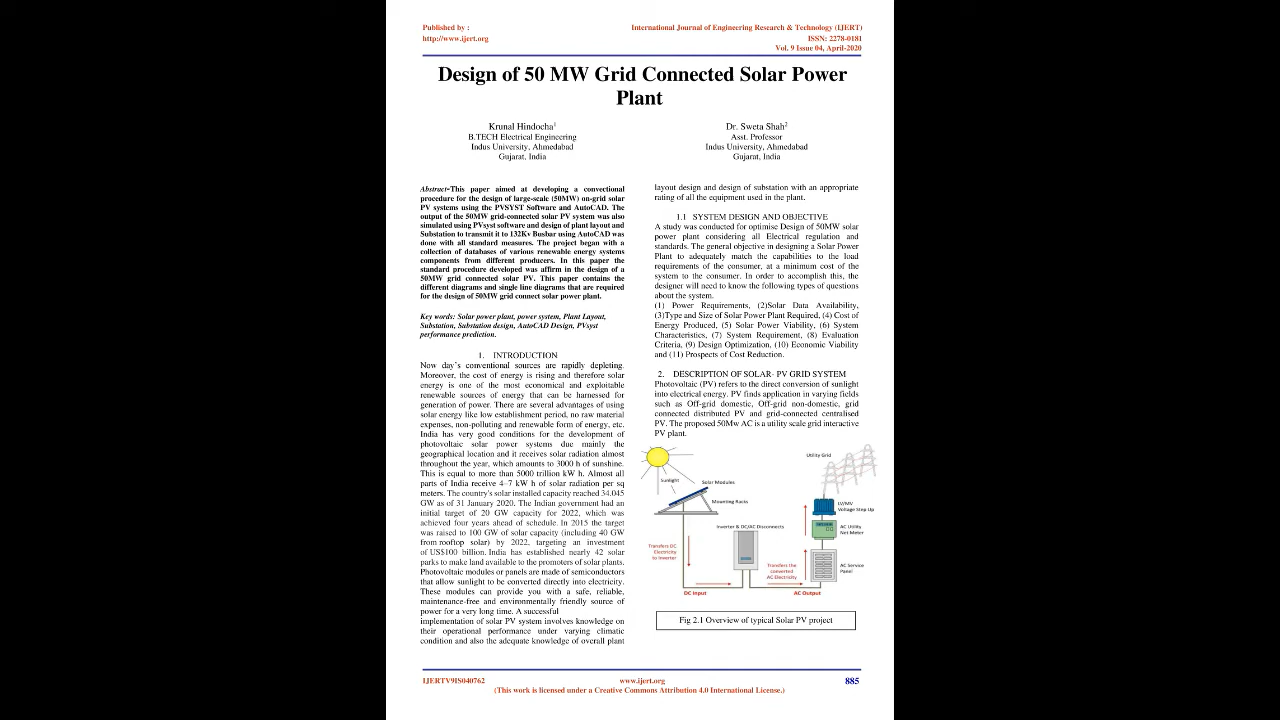 Published by :
http://www.ijert.org
International Journal of Engineering Research & Technology (IJERT)
ISSN: 2278-0181
Vol. 9 Issue 04, April-2020
Design of 50 MW Grid Connected Solar Power
Plant
Krunal Hindocha¹
B.TECH Electrical Engineering
Indus University, Ahmedabad
Gujarat, India
Dr. Sweta Shah²
Asst. Professor
Indus University, Ahmedabad
Gujarat, India
Abstract-This paper aimed at developing a convectional
procedure for the design of large-scale (50MW) on-grid solar
PV systems using the PVSYST Software and AutoCAD. The
output of the 50MW grid-connected solar PV system was also
simulated using PVsyst software and design of plant layout and
Substation to transmit it to 132Kv Busbar using AutoCAD was
done with all standard measures. The project began with a
collection of databases of various renewable energy systems
components from different producers. In this paper the
standard procedure developed was affirm in the design of a
50MW grid connected solar PV. This paper contains the
different diagrams and single line diagrams that are required
for the design of 50MW grid connect solar power plant.
Key words: Solar power plant, power system, Plant Layout,
Substation, Substation design, AutoCAD Design, PVsyst
performance prediction.
1. INTRODUCTION
Now day's conventional sources are rapidly depleting.
Moreover, the cost of energy is rising and therefore solar
energy is one of the most economical and exploitable
renewable sources of energy that can be harnessed for
generation of power. There are several advantages of using
solar energy like low establishment period, no raw material
expenses, non-polluting and renewable form of energy, etc.
India has very good conditions for the development of
photovoltaic solar power systems due mainly the
geographical location and it receives solar radiation almost
throughout the year, which amounts to 3000 h of sunshine.
This is equal to more than 5000 trillion kW h. Almost all
parts of India receive 4–7 kW h of solar radiation per sq
meters. The country's solar installed capacity reached 34.045
GW as of 31 January 2020. The Indian government had an
initial target of 20 GW capacity for 2022, which was
achieved four years ahead of schedule. In 2015 the target
was raised to 100 GW of solar capacity (including 40 GW
from rooftop solar) by 2022, targeting an investment
of US$100 billion. India has established nearly 42 solar
parks to make land available to the promoters of solar plants.
Photovoltaic modules or panels are made of semiconductors
that allow sunlight to be converted directly into electricity.
These modules can provide you with a safe, reliable,
maintenance-free and environmentally friendly source of
power for a very long time. A successful
implementation of solar PV system involves knowledge on
their operational performance under varying climatic
condition and also the adequate knowledge of overall plant
layout design and design of substation with an appropriate
rating of all the equipment used in the plant.
1.1 SYSTEM DESIGN AND OBJECTIVE
A study was conducted for optimise Design of 50MW solar
power plant considering all Electrical regulation and
standards. The general objective in designing a Solar Power
Plant to adequately match the capabilities to the load
requirements of the consumer, at a minimum cost of the
system to the consumer. In order to accomplish this, the
designer will need to know the following types of questions
about the system.
(1) Power Requirements, (2)Solar Data Availability,
(3)Type and Size of Solar Power Plant Required, (4) Cost of
Energy Produced, (5) Solar Power Viability, (6) System
Characteristics, (7) System Requirement, (8) Evaluation
Criteria, (9) Design Optimization, (10) Economic Viability
and (11) Prospects of Cost Reduction.
2. DESCRIPTION OF SOLAR- PV GRID SYSTEM
Photovoltaic (PV) refers to the direct conversion of sunlight
into electrical energy. PV finds application in varying fields
such as Off-grid domestic, Off-grid non-domestic, grid
connected distributed PV and grid-connected centralised
PV. The proposed 50Mw AC is a utility scale grid interactive
PV plant.
Utility Grid
Sunlight
Solar Modules
Mounting Racks
LV/MV
Voltage Step Up
Inverter & DC/AC Disconnects
AC Utility
Net Meter
Transfers DC
Electricity
to Inverter
Transfers the
converted
AC Electricity
AC Service
Panel
DC Input
AC Output
Fig 2.1 Overview of typical Solar PV project
IJERTV9IS040762
www.ijert.org
885
(This work is licensed under a Creative Commons Attribution 4.0 International License.)